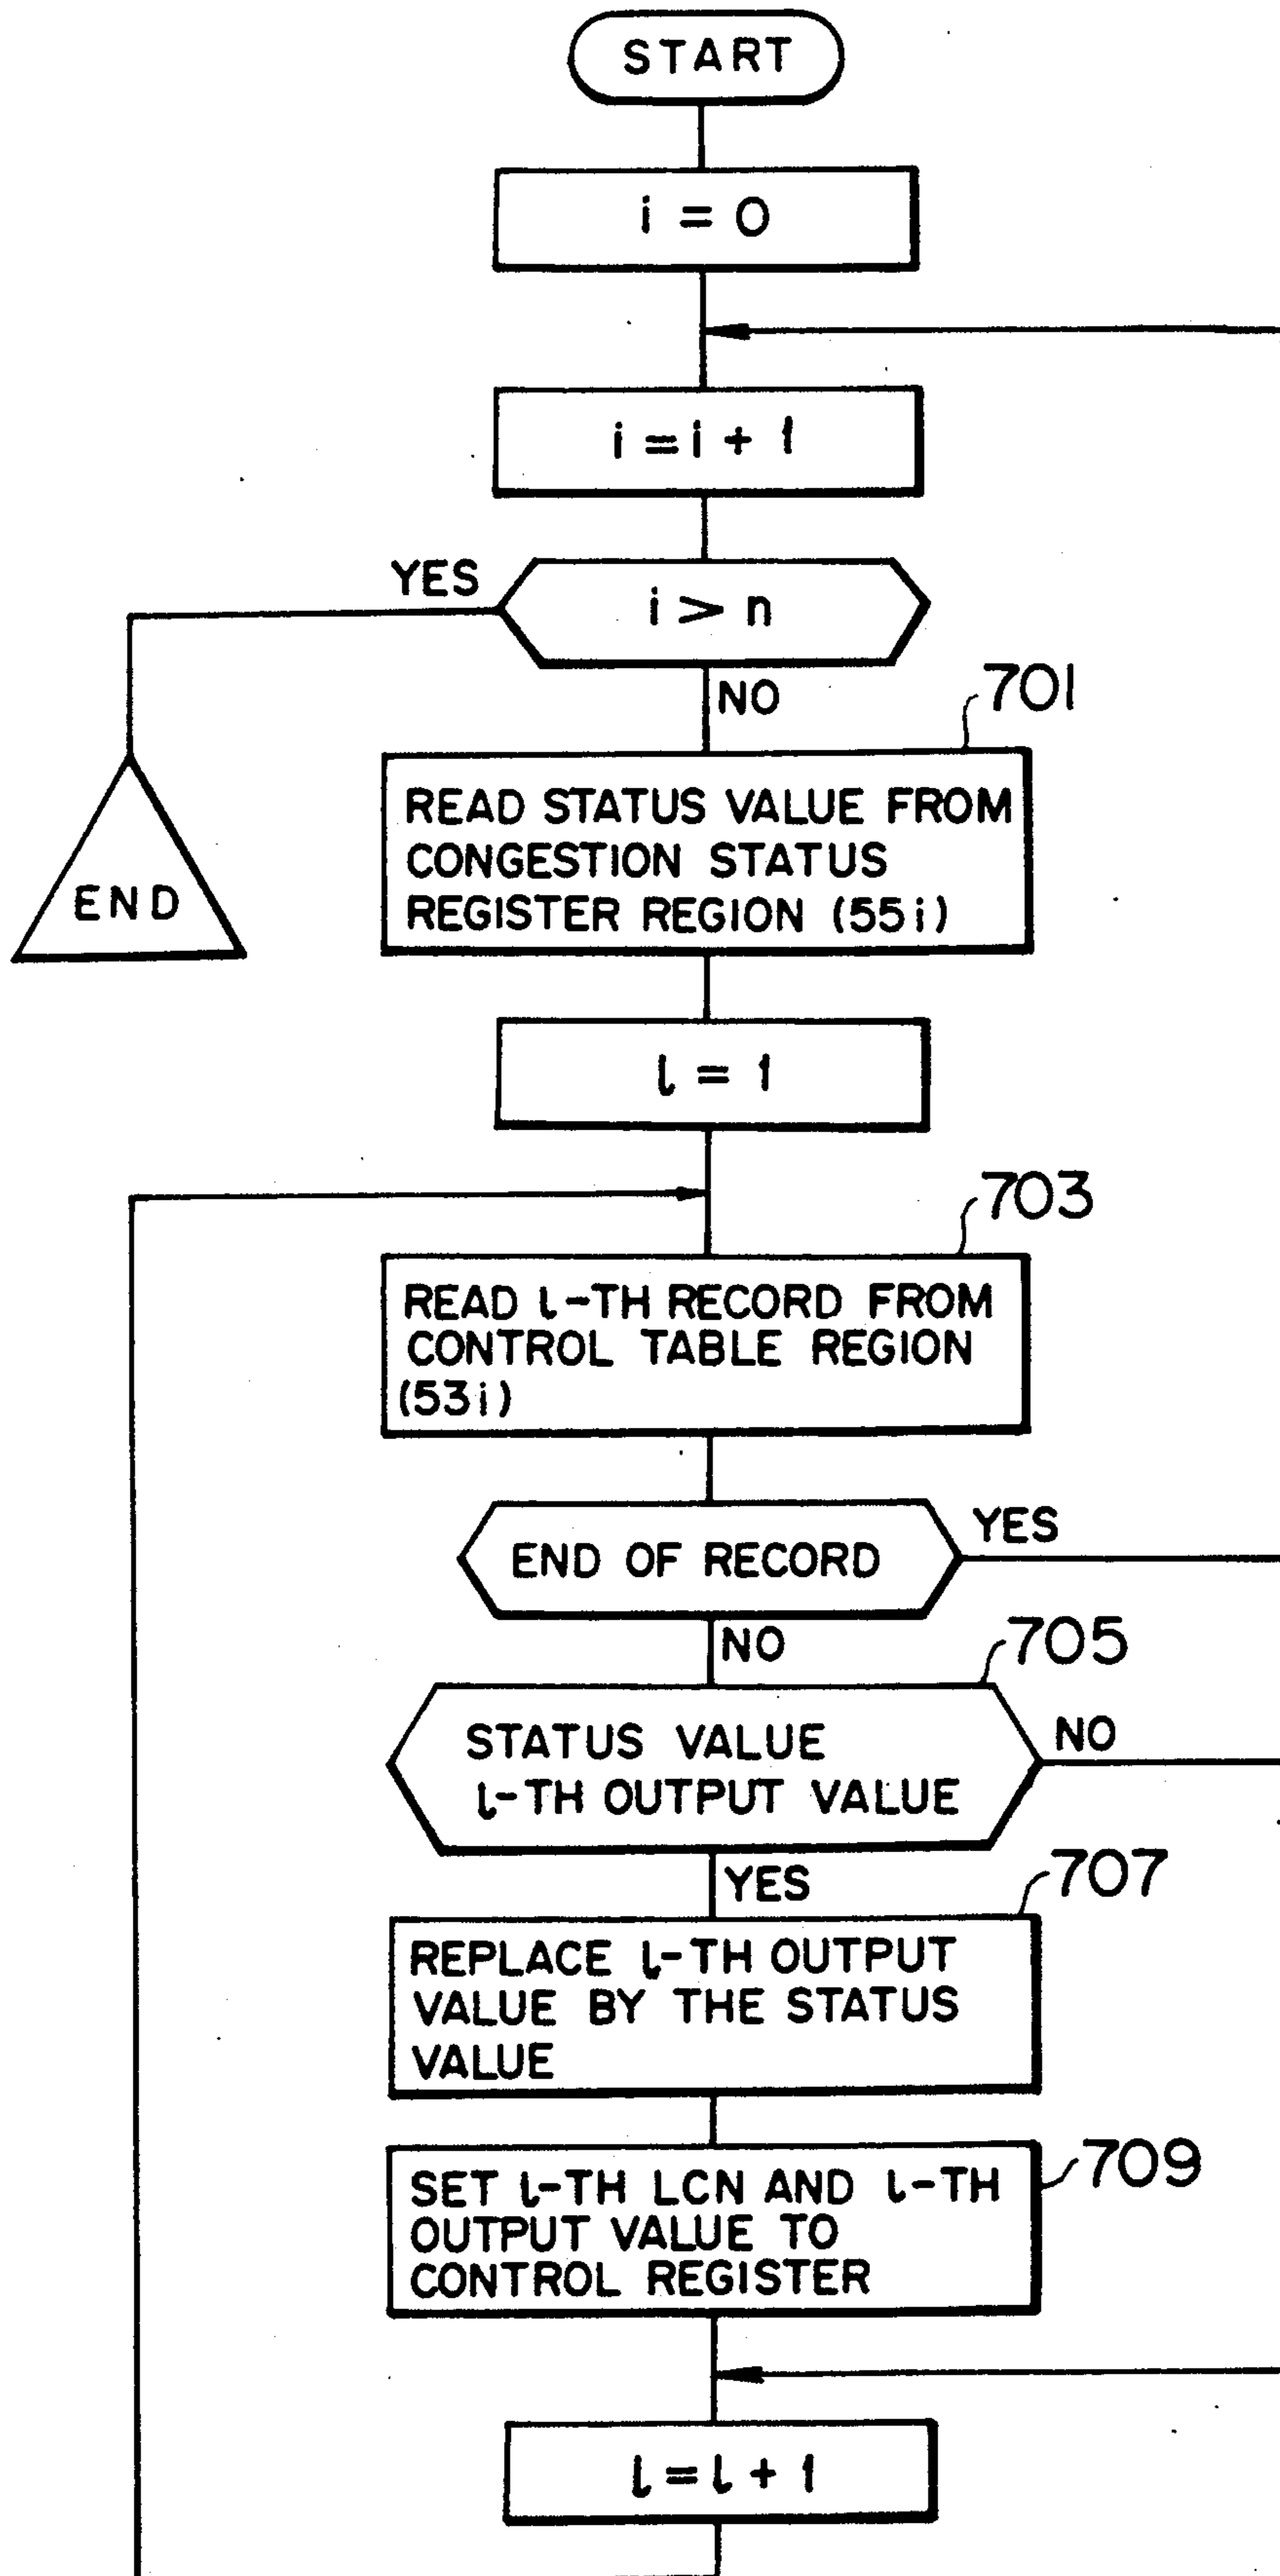 START
i = 0
i = i + 1
YES
i > n
NO
701
READ STATUS VALUE FROM
CONGESTION STATUS
REGISTER REGION (55i)
END
l = 1
703
READ l-TH RECORD FROM
CONTROL TABLE REGION
(53i)
END OF RECORD
YES
NO
705
STATUS VALUE
l-TH OUTPUT VALUE
NO
YES
707
REPLACE l-TH OUTPUT
VALUE BY THE STATUS
VALUE
709
SET l-TH LCN AND l-TH
OUTPUT VALUE TO
CONTROL REGISTER
l = l + 1